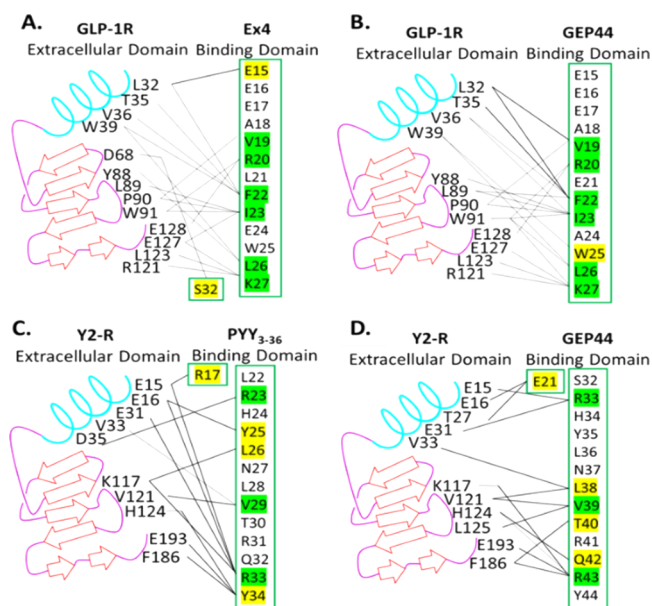 A.
GLP-1R Ex4
Extracellular Domain Binding Domain
L32
T35
V36
W39
D68
Y88
L89
P90
W91
E128
E127
L123
R121
E15
E16
E17
A18
V19
R20
L21
F22
I23
E24
W25
L26
K27
S32
B.
GLP-1R GEP44
Extracellular Domain Binding Domain
L32
T35
V36
W39
Y88
L89
P90
W91
E128
E127
L123
R121
E15
E16
E17
A18
V19
R20
E21
F22
I23
A24
W25
L26
K27
C.
Y2-R PYY3-36
Extracellular Domain Binding Domain
E15
E16
E31
V33
D35
K117
V121
H124
E193
F186
R17
L22
R23
H24
Y25
L26
N27
L28
V29
T30
R31
Q32
R33
Y34
D.
Y2-R GEP44
Extracellular Domain Binding Domain
E15
E16
T27
E31
V33
K117
V121
H124
L125
E193
F186
E21
S32
R33
H34
Y35
L36
N37
L38
V39
T40
R41
Q42
R43
Y44